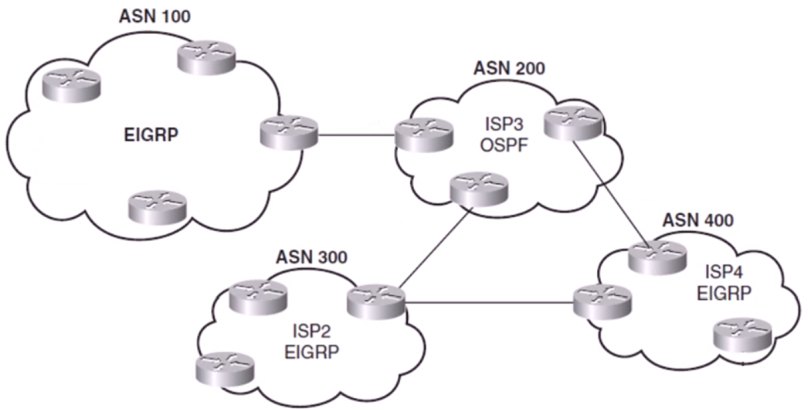 ASN 100
EIGRP
ASN 200
ISP3
OSPF
ASN 300
ISP2
EIGRP
ASN 400
ISP4
EIGRP